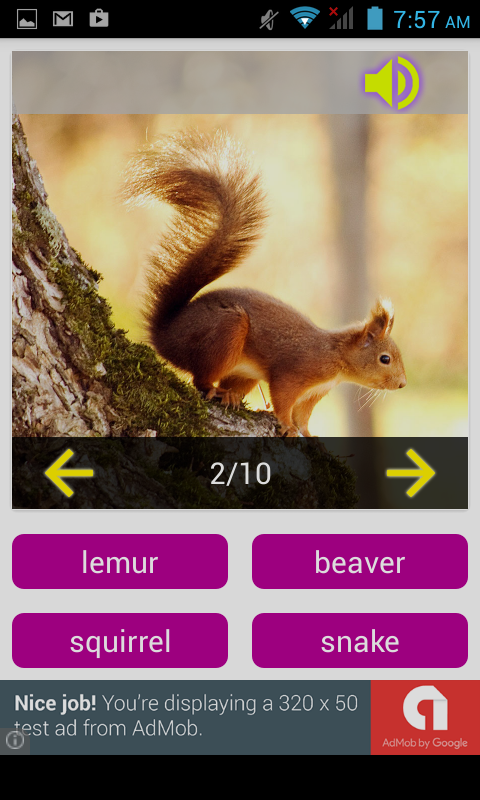 7:57 AM
2/10
lemur
beaver
squirrel
snake
Nice job! You're displaying a 320 x 50
test ad from AdMob.
AdMob by Google